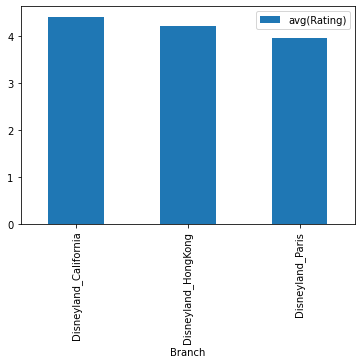 avg(Rating)
4
3
2
1
0
Disneyland_California
Disneyland_HongKong
Disneyland_Paris
Branch